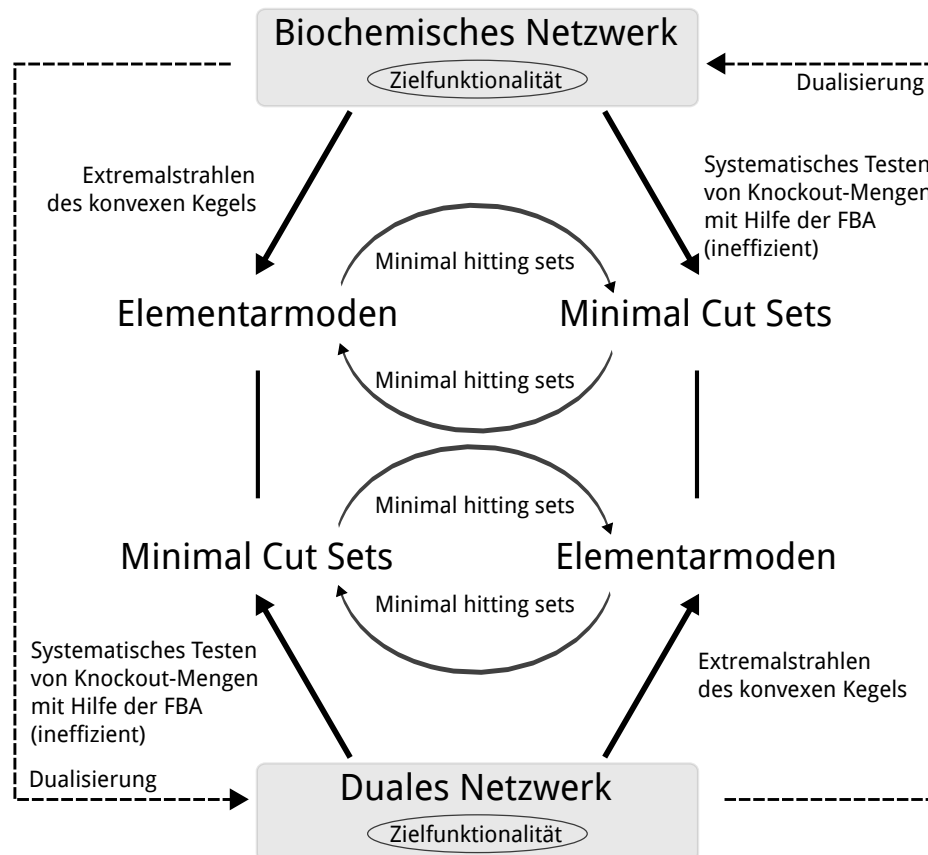 Biochemisches Netzwerk
Zielfunktionalität
Dualisierung
Extremalstrahlen
des konvexen Kegels
Systematisches Testen
von Knockout-Mengen
mit Hilfe der FBA
(ineffizient)
Minimal hitting sets
Elementarmoden
Minimal Cut Sets
Minimal hitting sets
Minimal hitting sets
Minimal Cut Sets
Elementarmoden
Minimal hitting sets
Systematisches Testen
von Knockout-Mengen
mit Hilfe der FBA
(ineffizient)
Extremalstrahlen
des konvexen Kegels
Dualisierung
Duales Netzwerk
Zielfunktionalität